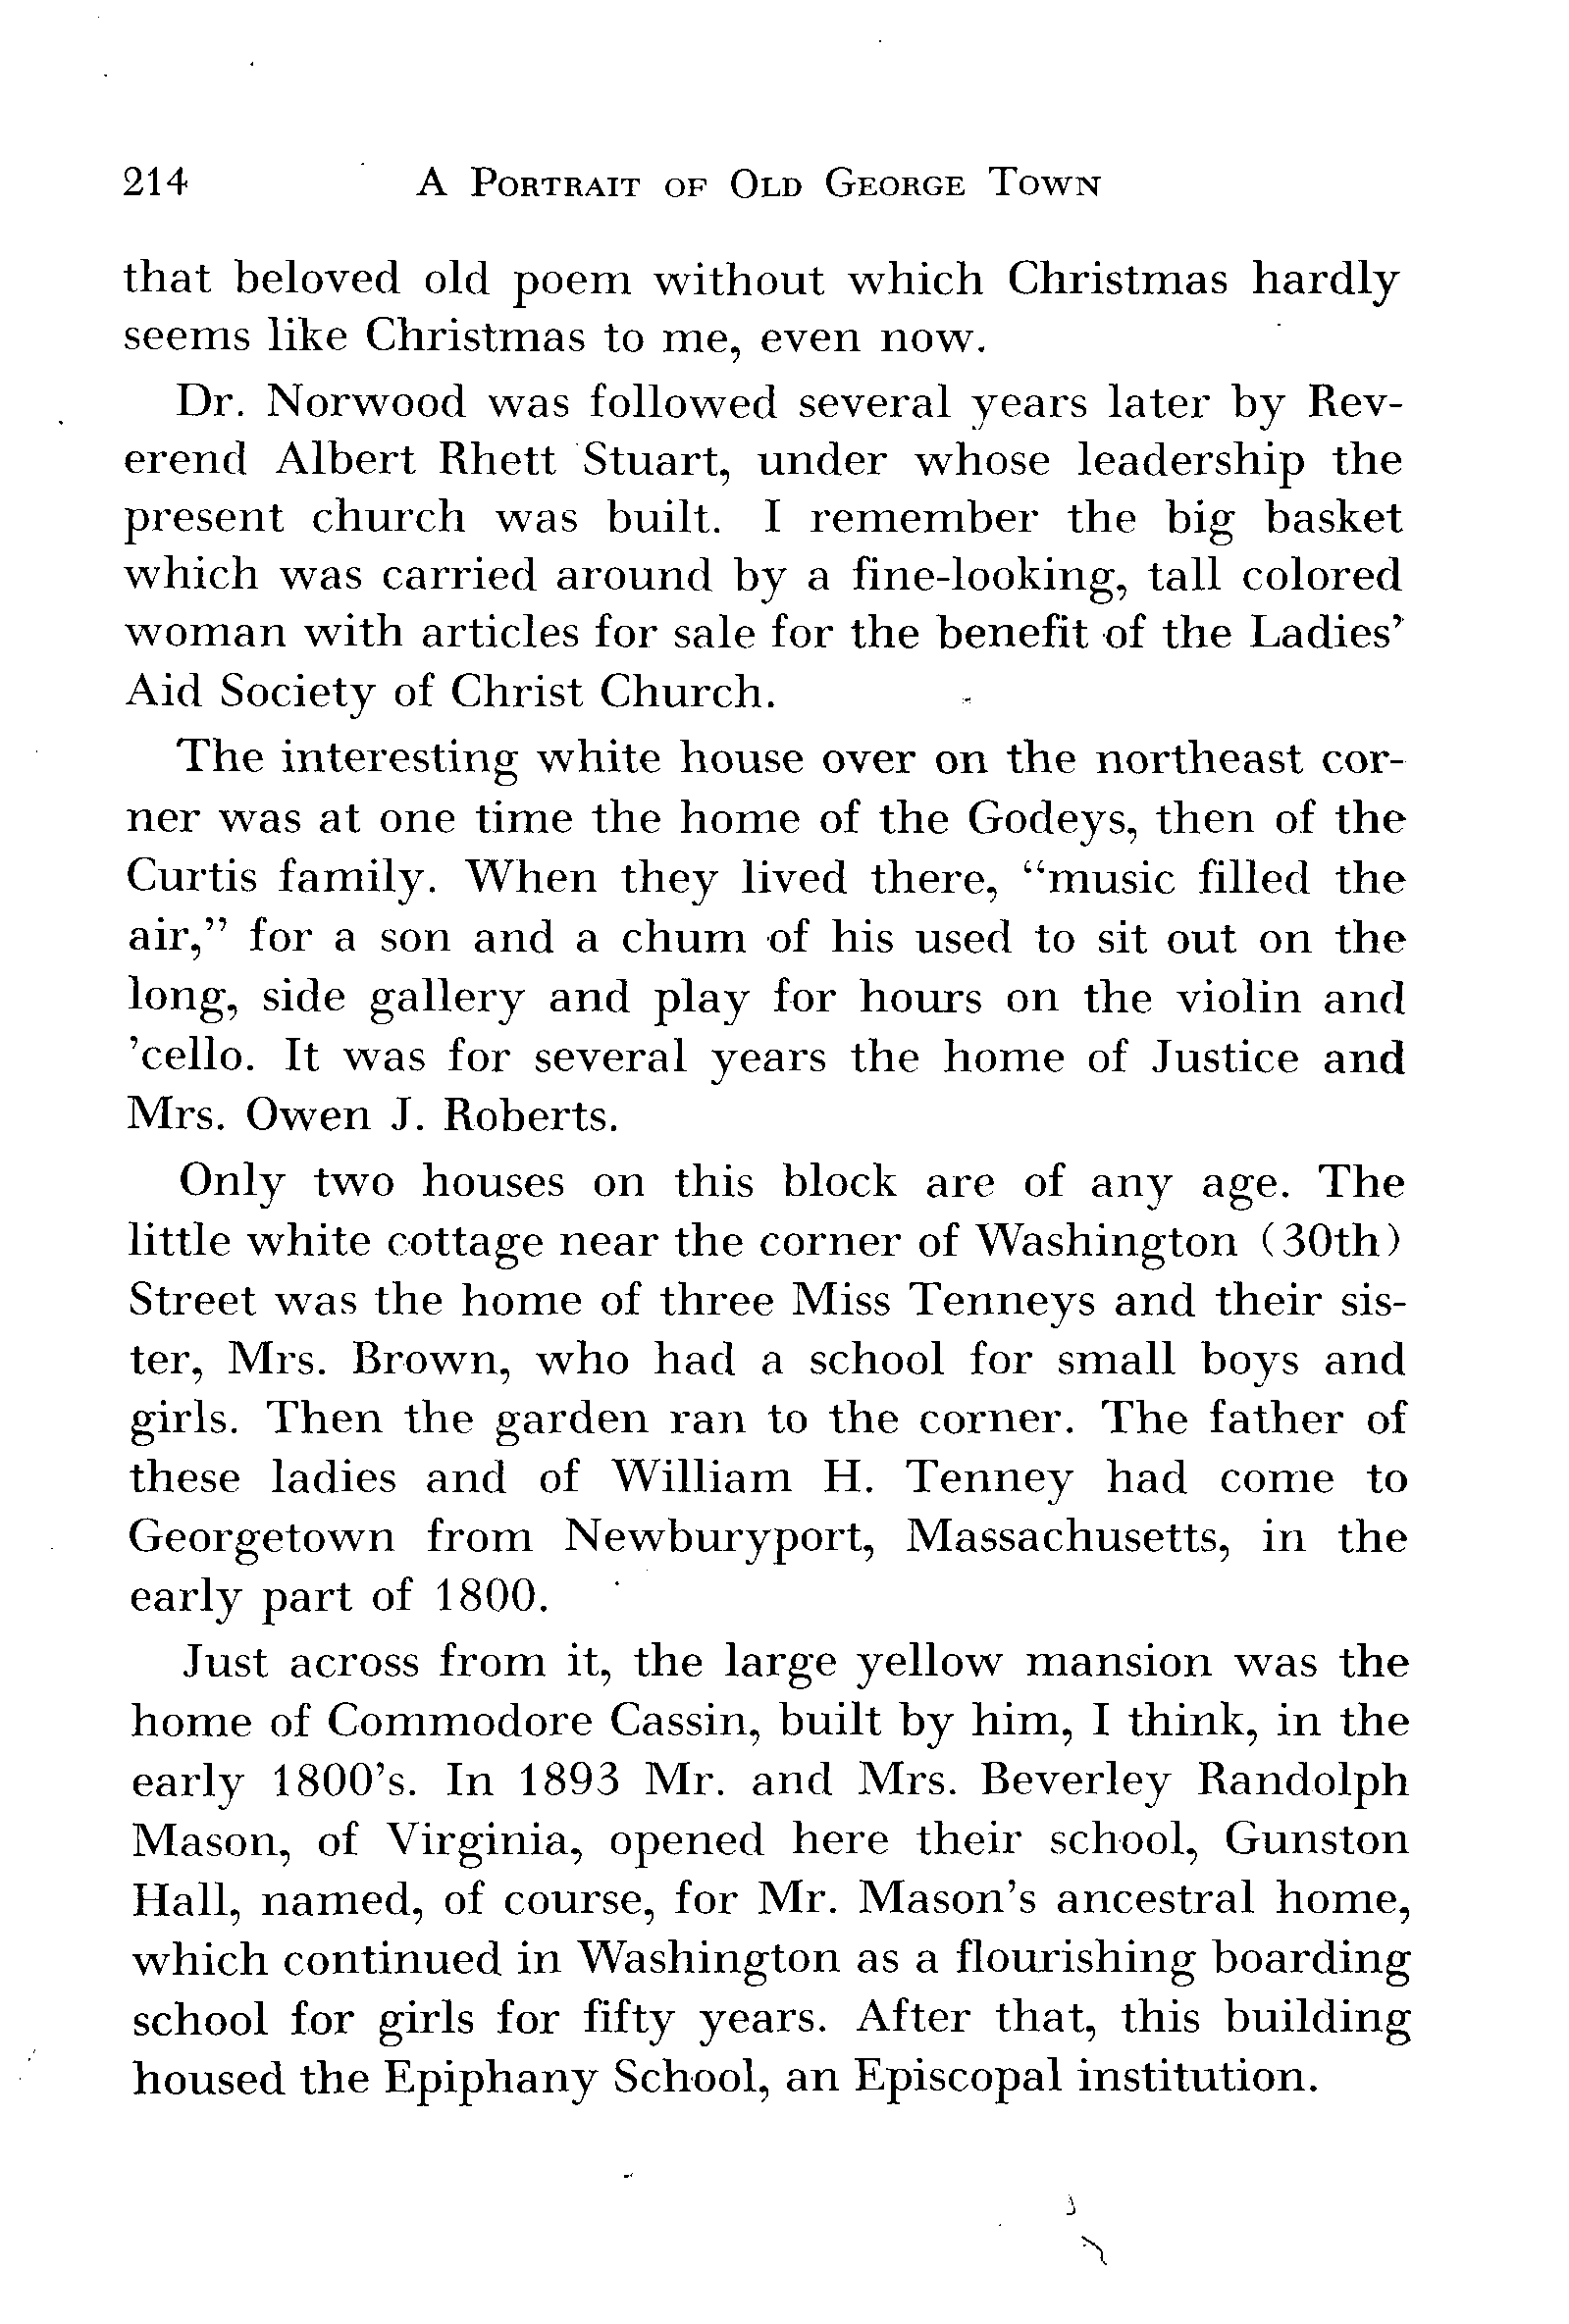 214 A Portrait of Old George Town
that beloved old poem without which Christmas hardly
seems like Christmas to me, even now.
Dr. Norwood was followed several years later by Rev-
erend Albert Rhett Stuart, under whose leadership the
present church was built. I remember the big basket
which was carried around by a fine-looking, tall colored
woman with articles for sale for the benefit of the Ladies'
Aid Society of Christ Church.
The interesting white house over on the northeast cor-
ner was at one time the home of the Godeys, then of the
Curtis family. When they lived there, "music filled the
air," for a son and a chum of his used to sit out on the
long, side gallery and play for hours on the violin and
'cello. It was for several years the home of Justice and
Mrs. Owen J. Roberts.
Only two houses on this block are of any age. The
little white cottage near the corner of Washington (30th)
Street was the home of three Miss Tenneys and their sis-
ter, Mrs. Brown, who had a school for small boys and
girls. Then the garden ran to the corner. The father of
these ladies and of William H. Tenney had come to
Georgetown from Newburyport, Massachusetts, in the
early part of 1800.
Just across from it, the large yellow mansion was the
home of Commodore Cassin, built by him, I think, in the
early 1800's. In 1893 Mr. and Mrs. Beverley Randolph
Mason, of Virginia, opened here their school, Gunston
Hall, named, of course, for Mr. Mason's ancestral home,
which continued in Washington as a flourishing boarding
school for girls for fifty years. After that, this building
housed the Epiphany School, an Episcopal institution.